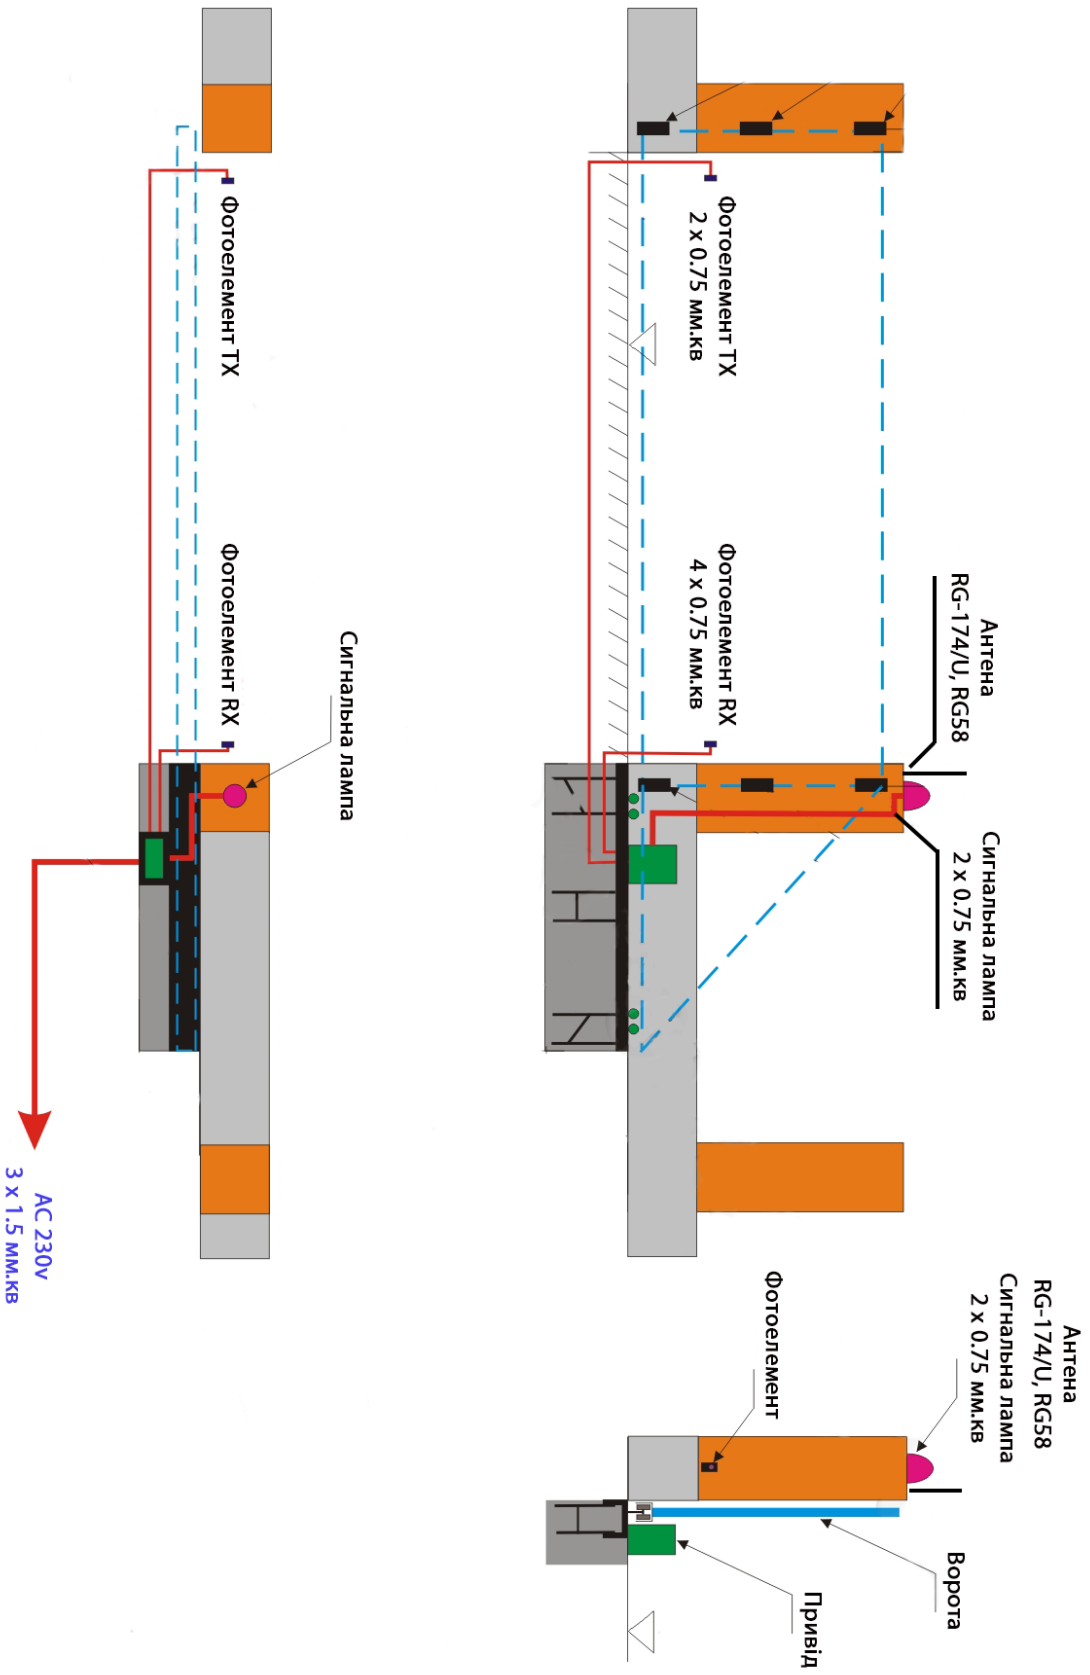 Антена
RG-174/U, RG58
Сигнальна лампа
2 x 0.75 мм.кв
Фотоелемент TX
2 x 0.75 мм.кв
Фотоелемент RX
4 x 0.75 мм.кв
Антена
RG-174/U, RG58
Сигнальна лампа
2 x 0.75 мм.кв
Фотоелемент
Ворота
Привід
Сигнальна лампа
Фотоелемент TX
Фотоелемент RX
AC 230v
3 x 1.5 мм.кв